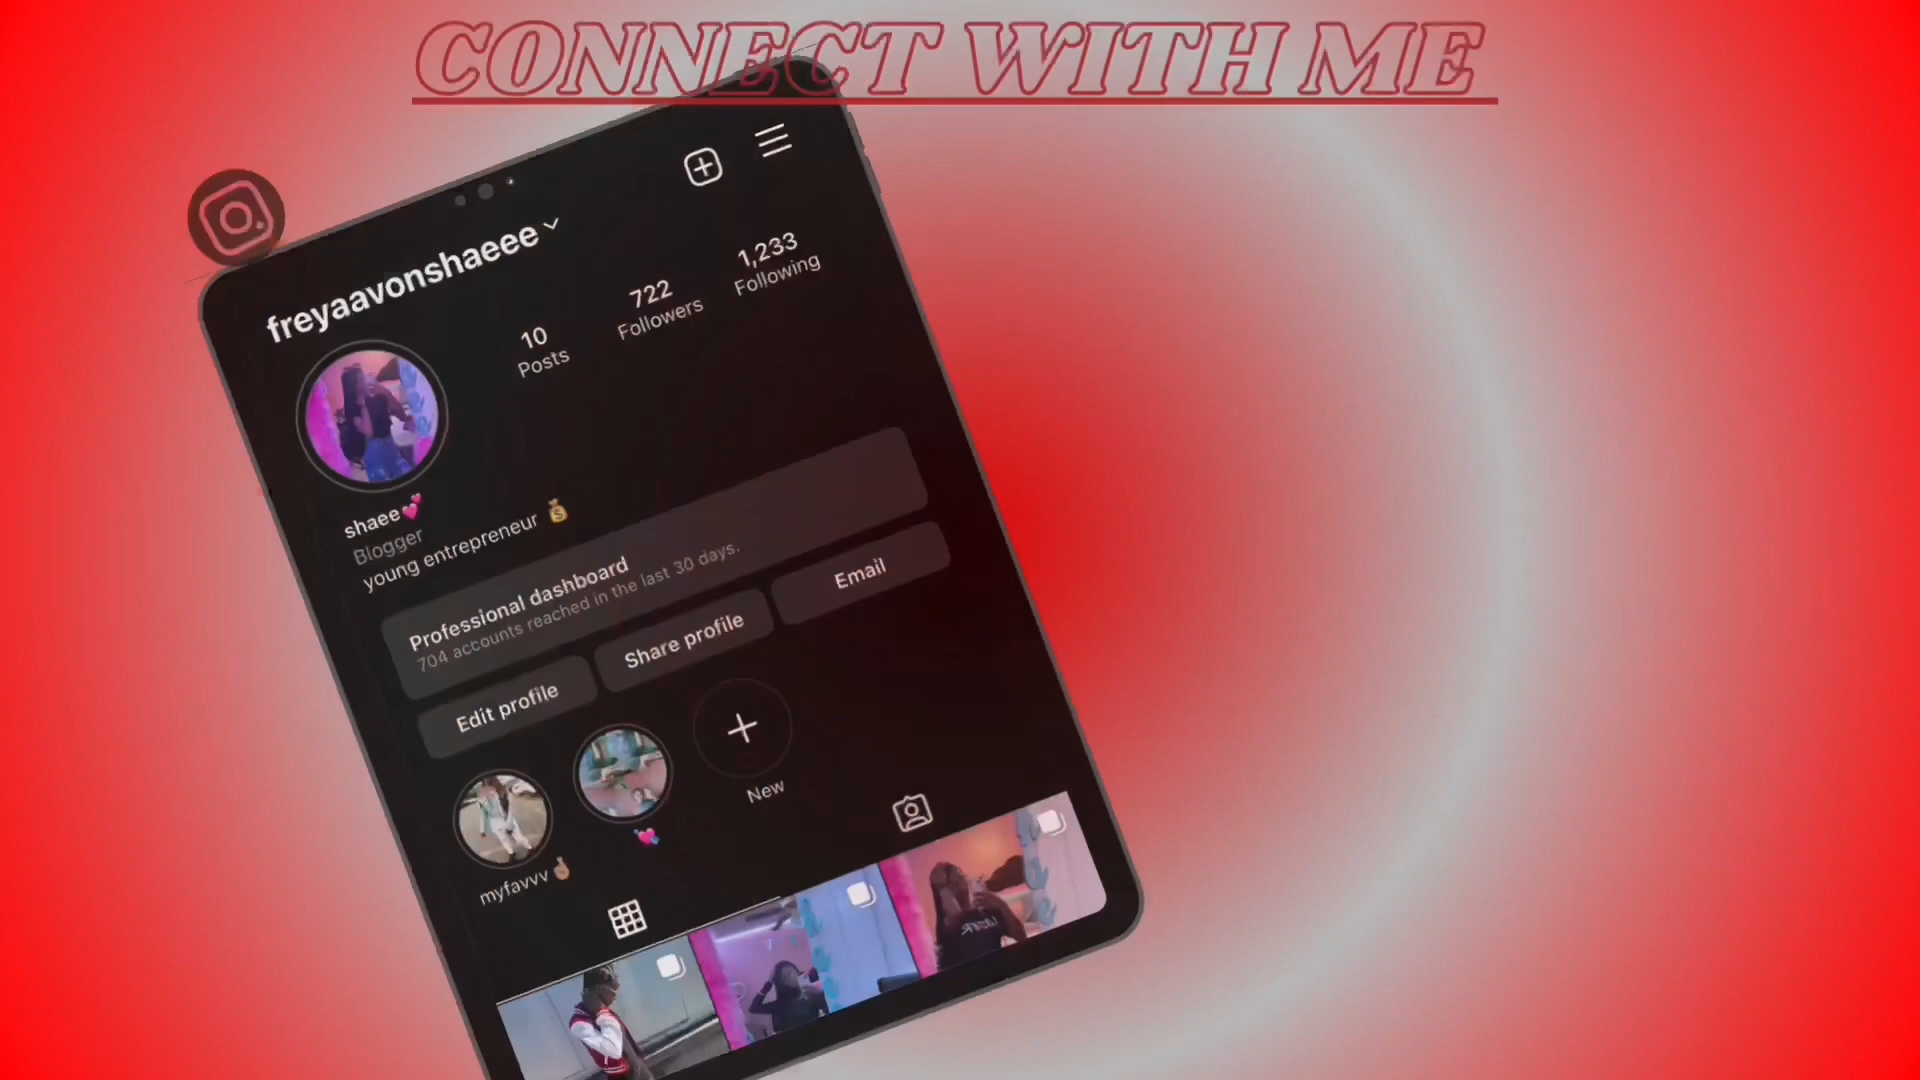 CONNECT WITH ME
freyaavonshaeee
10 Posts
722 Followers
1,233 Following
shaee💕
Blogger
young entrepreneur 💰
Professional dashboard
704 accounts reached in the last 30 days.
Edit profile
Share profile
Email
myfavvv🤞🏽
💘
New